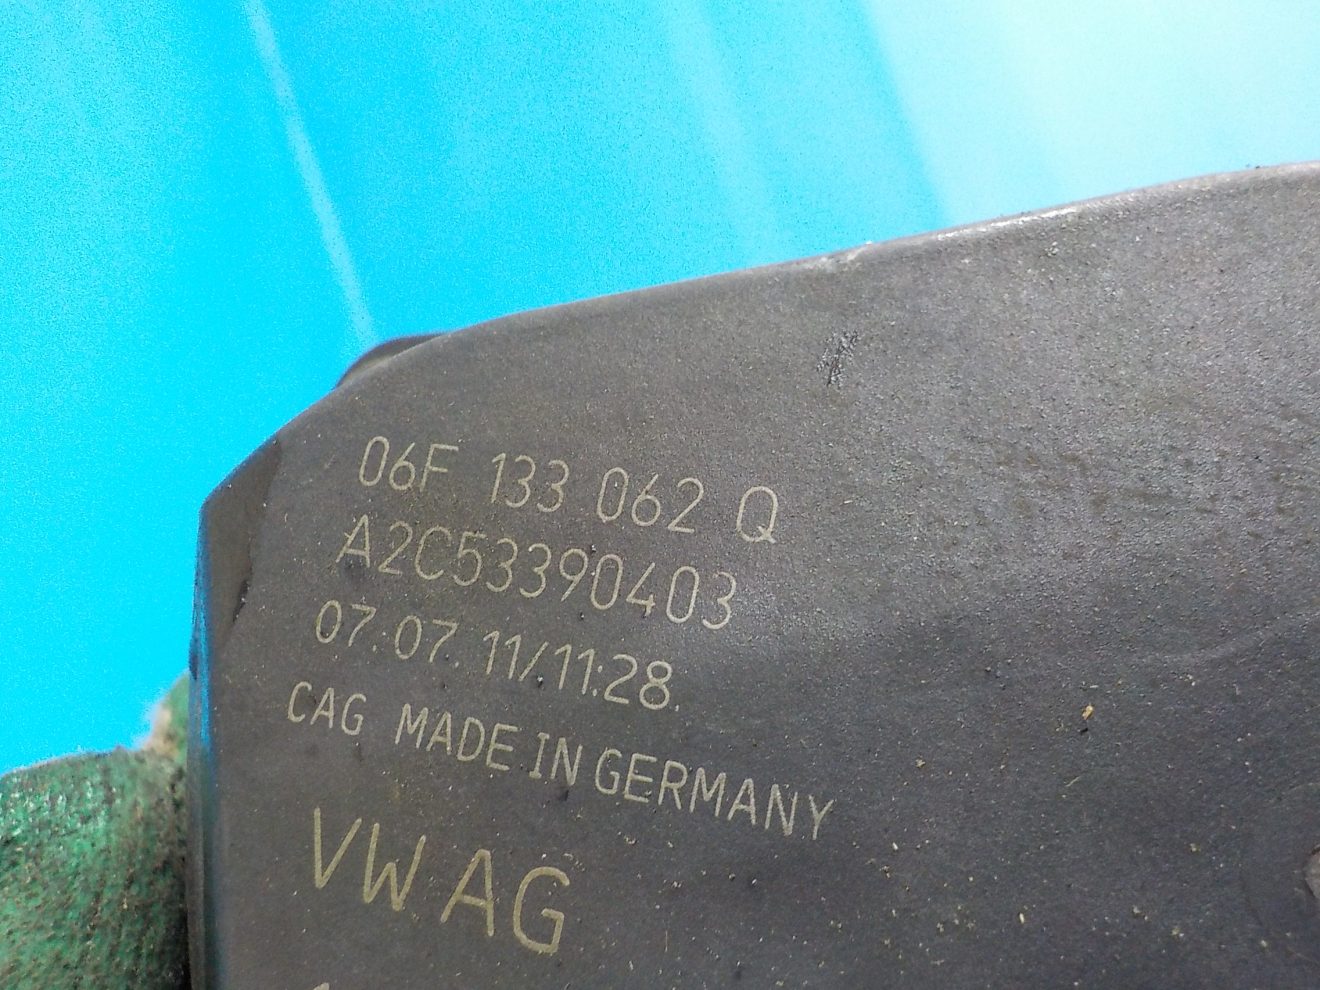 06F 133 062 Q
A2C53390403
07.07.11/11:28.
CAG MADE IN GERMANY
VW AG